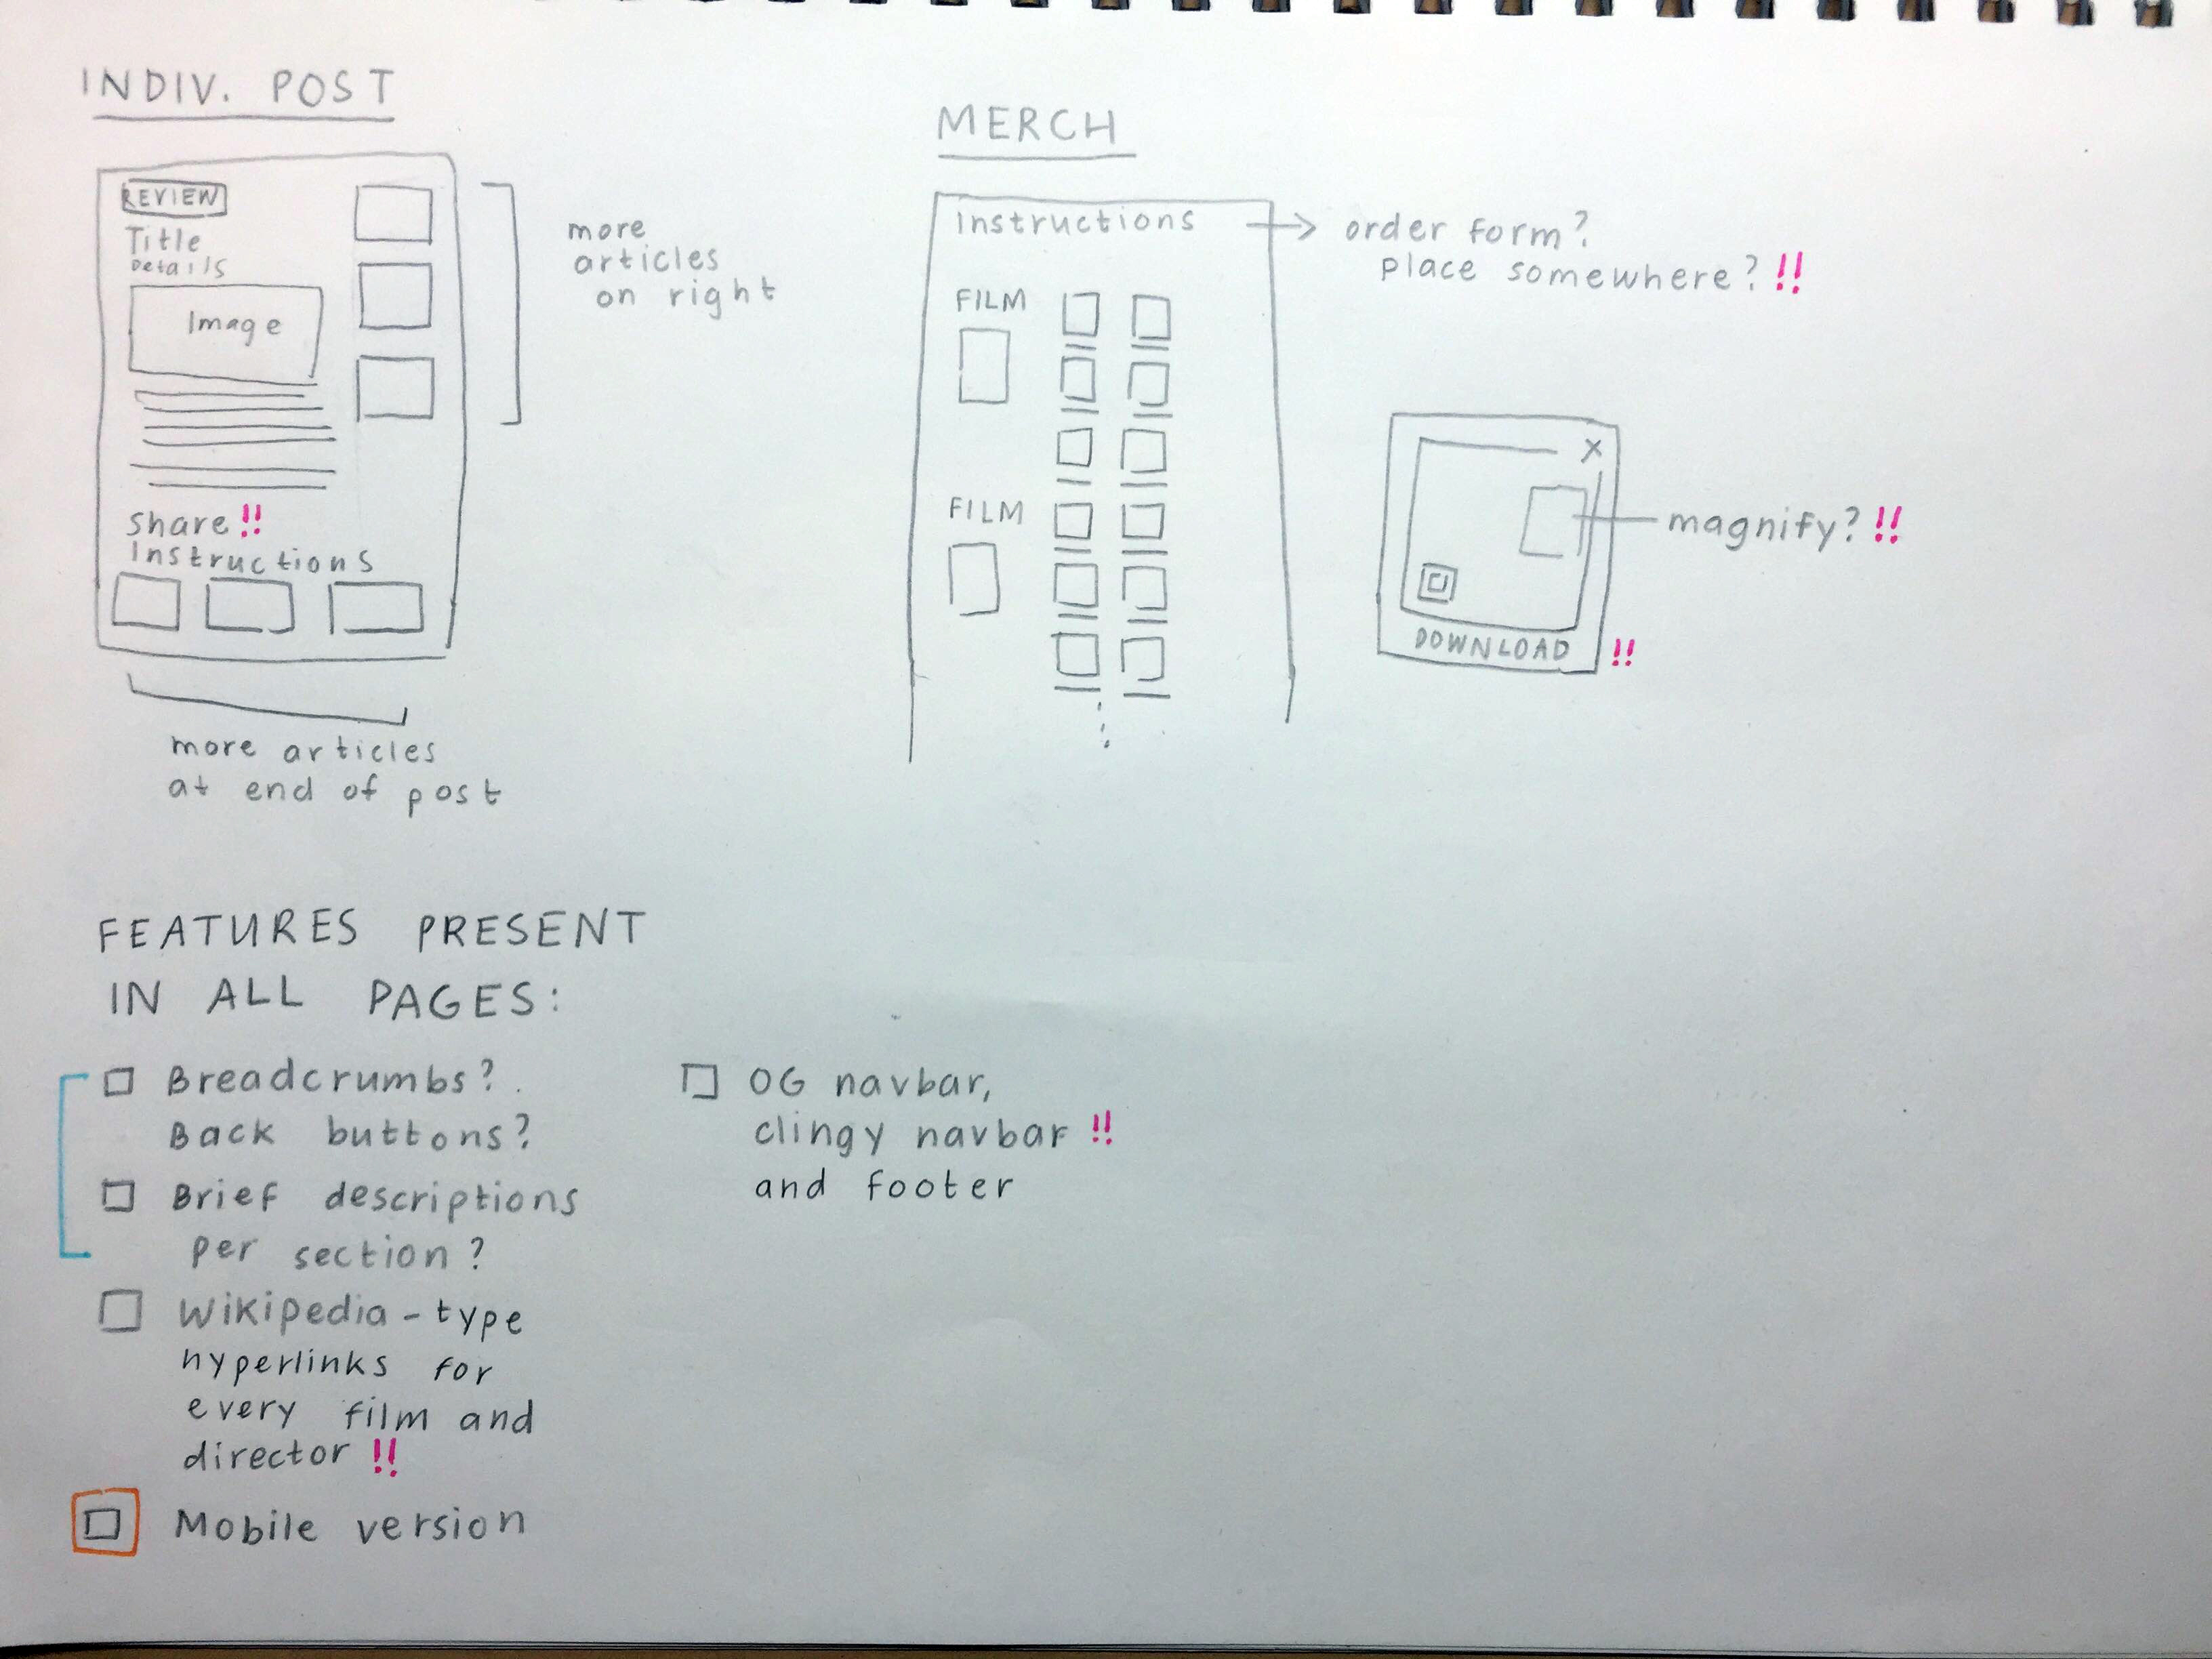 INDIV. POST
REVIEW
Title
Details
Image
Share!!
Instructions
more
articles
on right
more articles
at end of post
MERCH
Instructions
order form?
place somewhere?!!
FILM
FILM
X
magnify?!!
DOWNLOAD !!
FEATURES PRESENT
IN ALL PAGES:
Breadcrumbs?
Back buttons?
Brief descriptions
per section?
Wikipedia-type
hyperlinks for
every film and
director!!
Mobile version
OG navbar,
clingy navbar!!
and footer